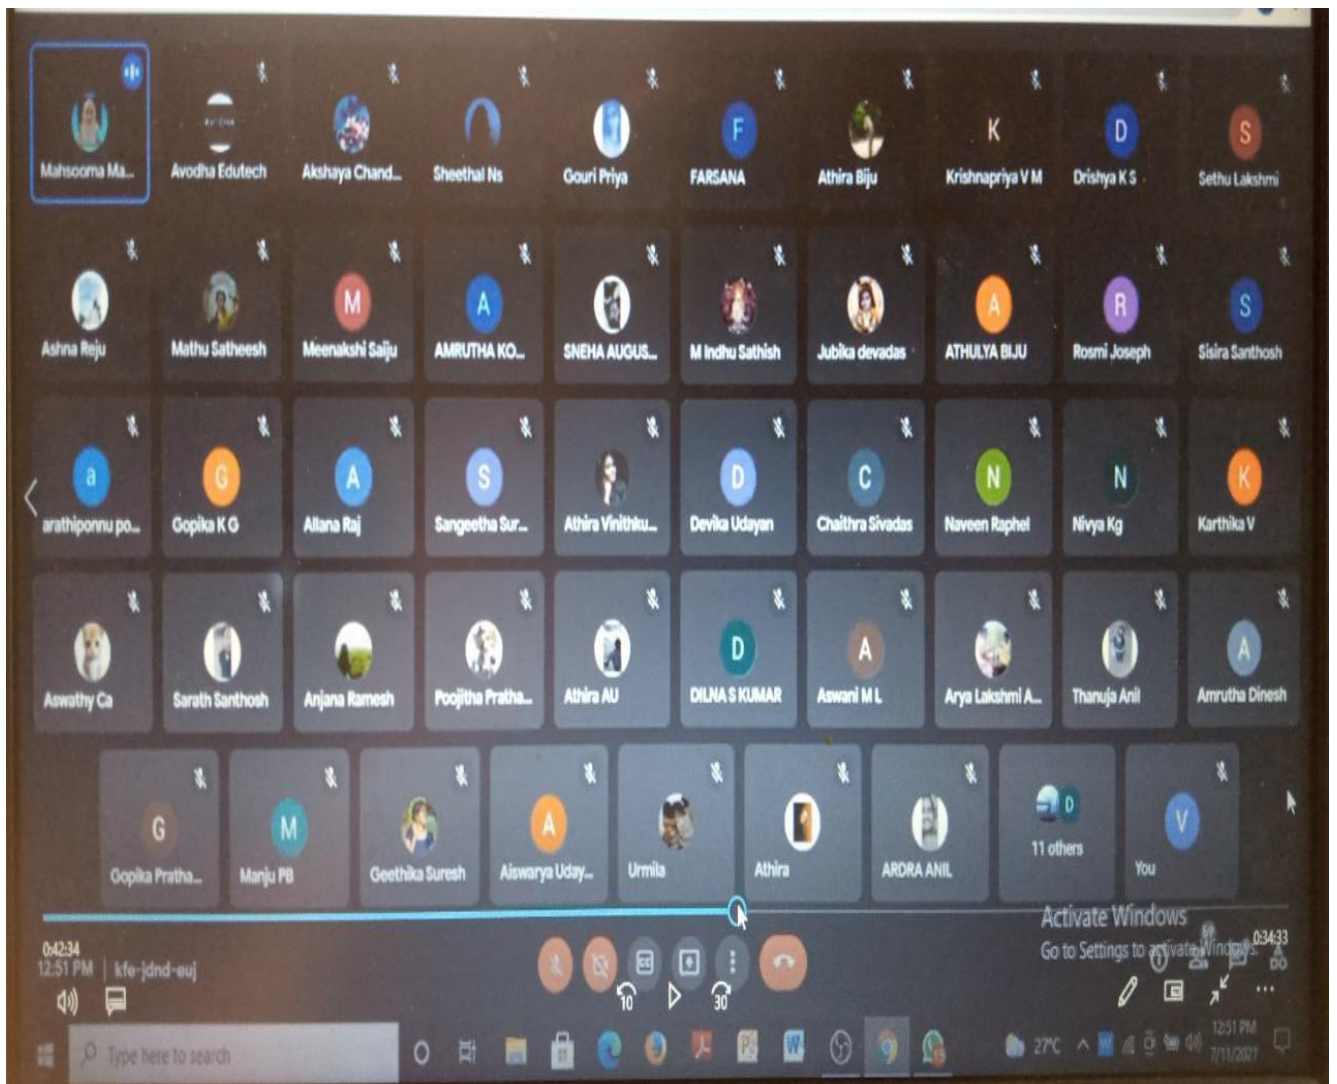 Mahsooma Ma... Avodha Edutech Akshaya Chand... Sheethal Ns Gouri Priya FARSANA Athira Biju Krishnapriya V M Drishya K S Sethu Lakshmi
F K D S
Ashna Reju Mathu Satheesh Meenakshi Saiju AMRUTHA KO... SNEHA AUGUS... M Indhu Sathish Jubika devadas ATHULYA BIJU Rosmi Joseph Sisira Santhosh
M A A R S
arathiponnu po... Gopika K G Allana Raj Sangeetha Sur... Athira Vinithku... Devika Udayan Chaithra Sivadas Naveen Raphel Nivya Kg Karthika V
a G A S D C N N K
Aswathy Ca Sarath Santhosh Anjana Ramesh Poojitha Pratha... Athira AU DILNA S KUMAR Aswani M L Arya Lakshmi A... Thanuja Anil Amrutha Dinesh
D A A
G M A D V
11 others
Gopika Pratha... Manju PB Geethika Suresh Aiswarya Uday... Urmila Athira ARDRA ANIL You
Activate Windows
Go to Settings to activate Windows.
0:42:34 0:34:33
12:51 PM | kfe-jdnd-euj
10 30
Type here to search
27°C 12:51 PM
7/11/2021